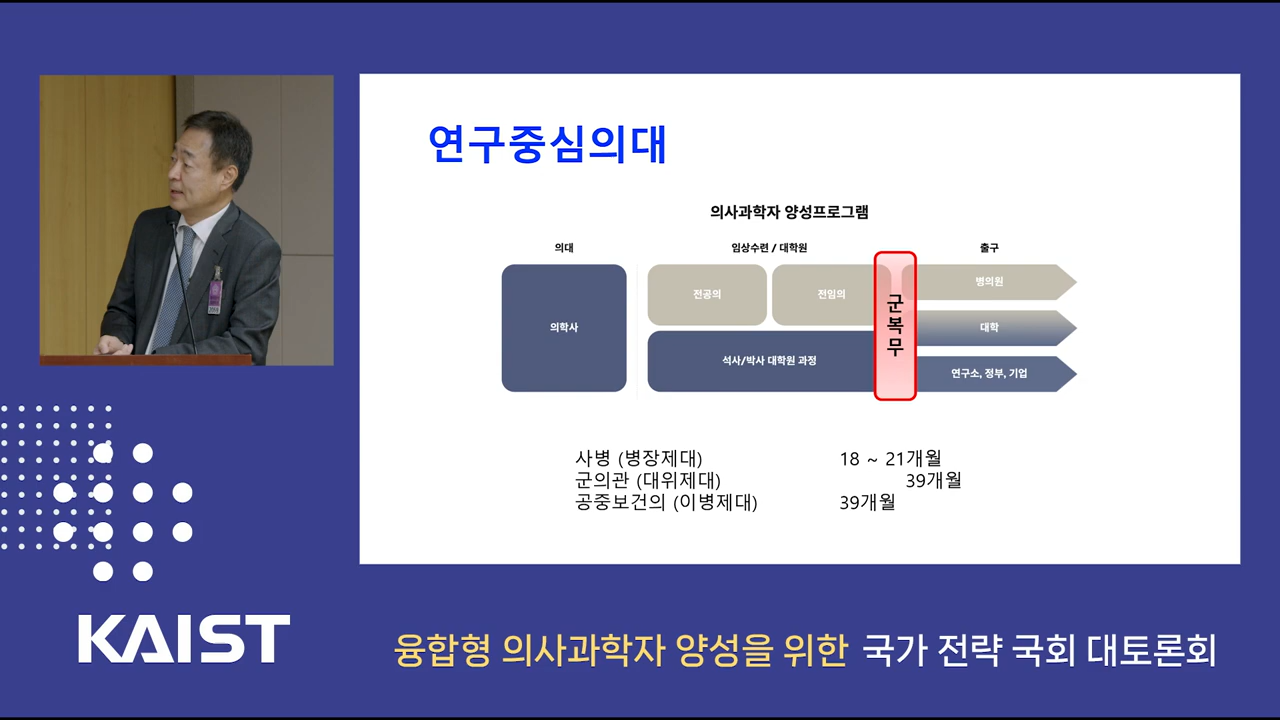 연구중심의대
의사과학자 양성프로그램
의대
임상수련 / 대학원
출구
의학사
전공의
전임의
석사/박사 대학원 과정
군복무
병의원
대학
연구소, 정부, 기업
사병 (병장제대) 18 ~ 21개월
군의관 (대위제대) 39개월
공중보건의 (이병제대) 39개월
KAIST
융합형 의사과학자 양성을 위한 국가 전략 국회 대토론회